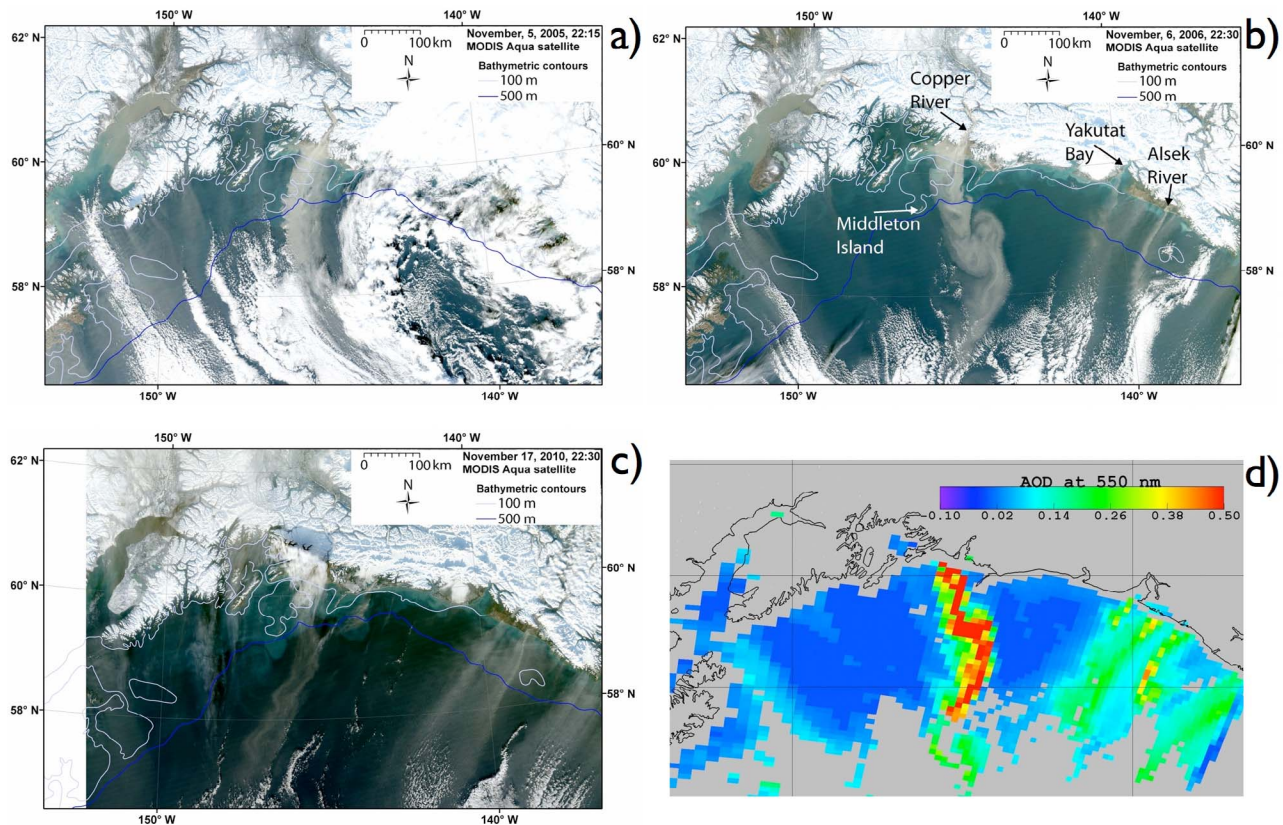 150° W
140° W
62° N
November, 5, 2005, 22:15
MODIS Aqua satellite
a)
0
100 km
N
Bathymetric contours
100 m
500 m
60° N
60° N
58° N
58° N
150° W
140° W
150° W
140° W
62° N
November, 6, 2006, 22:30
MODIS Aqua satellite
b)
0
100 km
N
Bathymetric contours
100 m
500 m
Copper
River
Yakutat
Bay
Alsek
River
Middleton
Island
60° N
60° N
58° N
58° N
150° W
140° W
150° W
140° W
62° N
November 17, 2010, 22:30
MODIS Aqua satellite
c)
0
100 km
N
Bathymetric contours
100 m
500 m
60° N
60° N
58° N
58° N
150° W
140° W
d)
AOD at 550 nm
-0.10 0.02 0.14 0.26 0.38 0.50